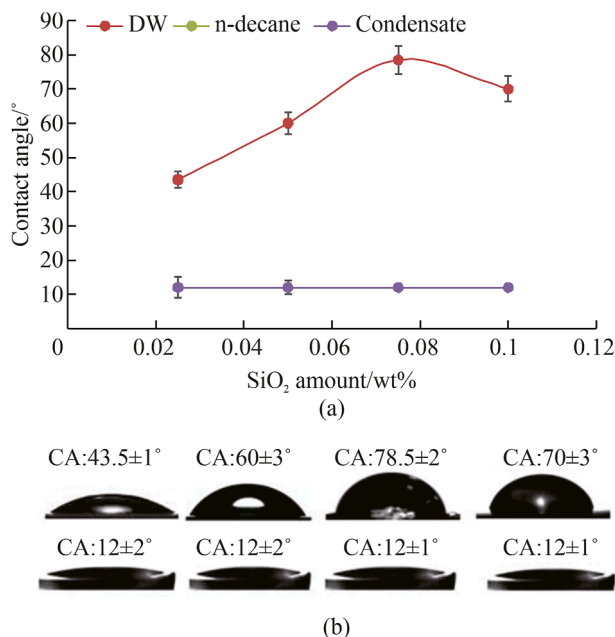 DW n-decane Condensate
90
80
70
60
50
40
30
20
10
Contact angle/°
0 0.02 0.04 0.06 0.08 0.1 0.12
SiO₂ amount/wt%
(a)
CA:43.5±1° CA:60±3° CA:78.5±2° CA:70±3°
CA:12±2° CA:12±2° CA:12±1° CA:12±1°
(b)